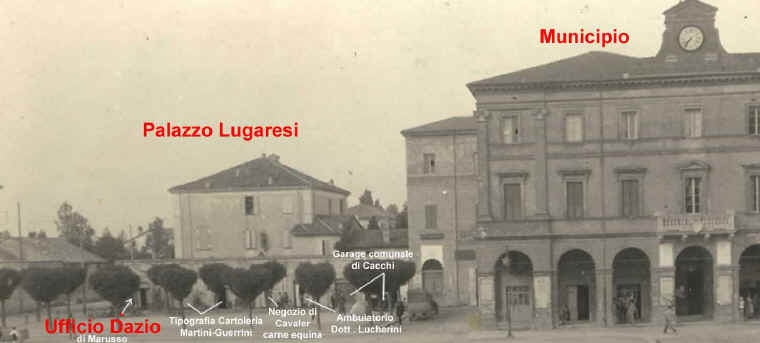 Municipio
Palazzo Lugaresi
Garage comunale
di Cacchi
Ufficio Dazio
di Marusso
Tipografia Cartoleria
Martini-Guerrini
Negozio di
Cavaler
carne equina
Ambulatorio
Dott . Lucherini